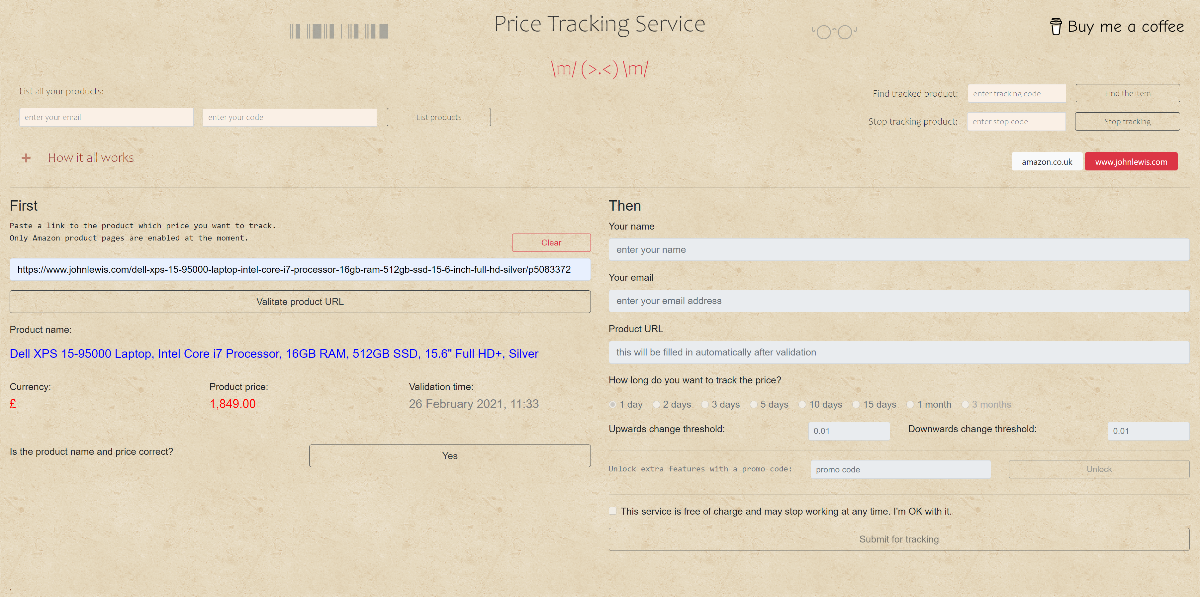 Price Tracking Service
Buy me a coffee
\m/ (>.<) \m/
List all your products:
enter your email
enter your code
List products
Find tracked product:
enter tracking code
Find the item
Stop tracking product:
enter stop code
Stop tracking
+ How it all works
amazon.co.uk
www.johnlewis.com
First
Paste a link to the product which price you want to track.
Only Amazon product pages are enabled at the moment.
Clear
https://www.johnlewis.com/dell-xps-15-95000-laptop-intel-core-i7-processor-16gb-ram-512gb-ssd-15-6-inch-full-hd-silver/p5083372
Valitate product URL
Product name:
Dell XPS 15-95000 Laptop, Intel Core i7 Processor, 16GB RAM, 512GB SSD, 15.6" Full HD+, Silver
Currency:
£
Product price:
1,849.00
Validation time:
26 February 2021, 11:33
Is the product name and price correct?
Yes
Then
Your name
enter your name
Your email
enter your email address
Product URL
this will be filled in automatically after validation
How long do you want to track the price?
1 day 2 days 3 days 5 days 10 days 15 days 1 month 3 months
Upwards change threshold:
0.01
Downwards change threshold:
0.01
Unlock extra features with a promo code:
promo code
Unlock
This service is free of charge and may stop working at any time. I'm OK with it.
Submit for tracking